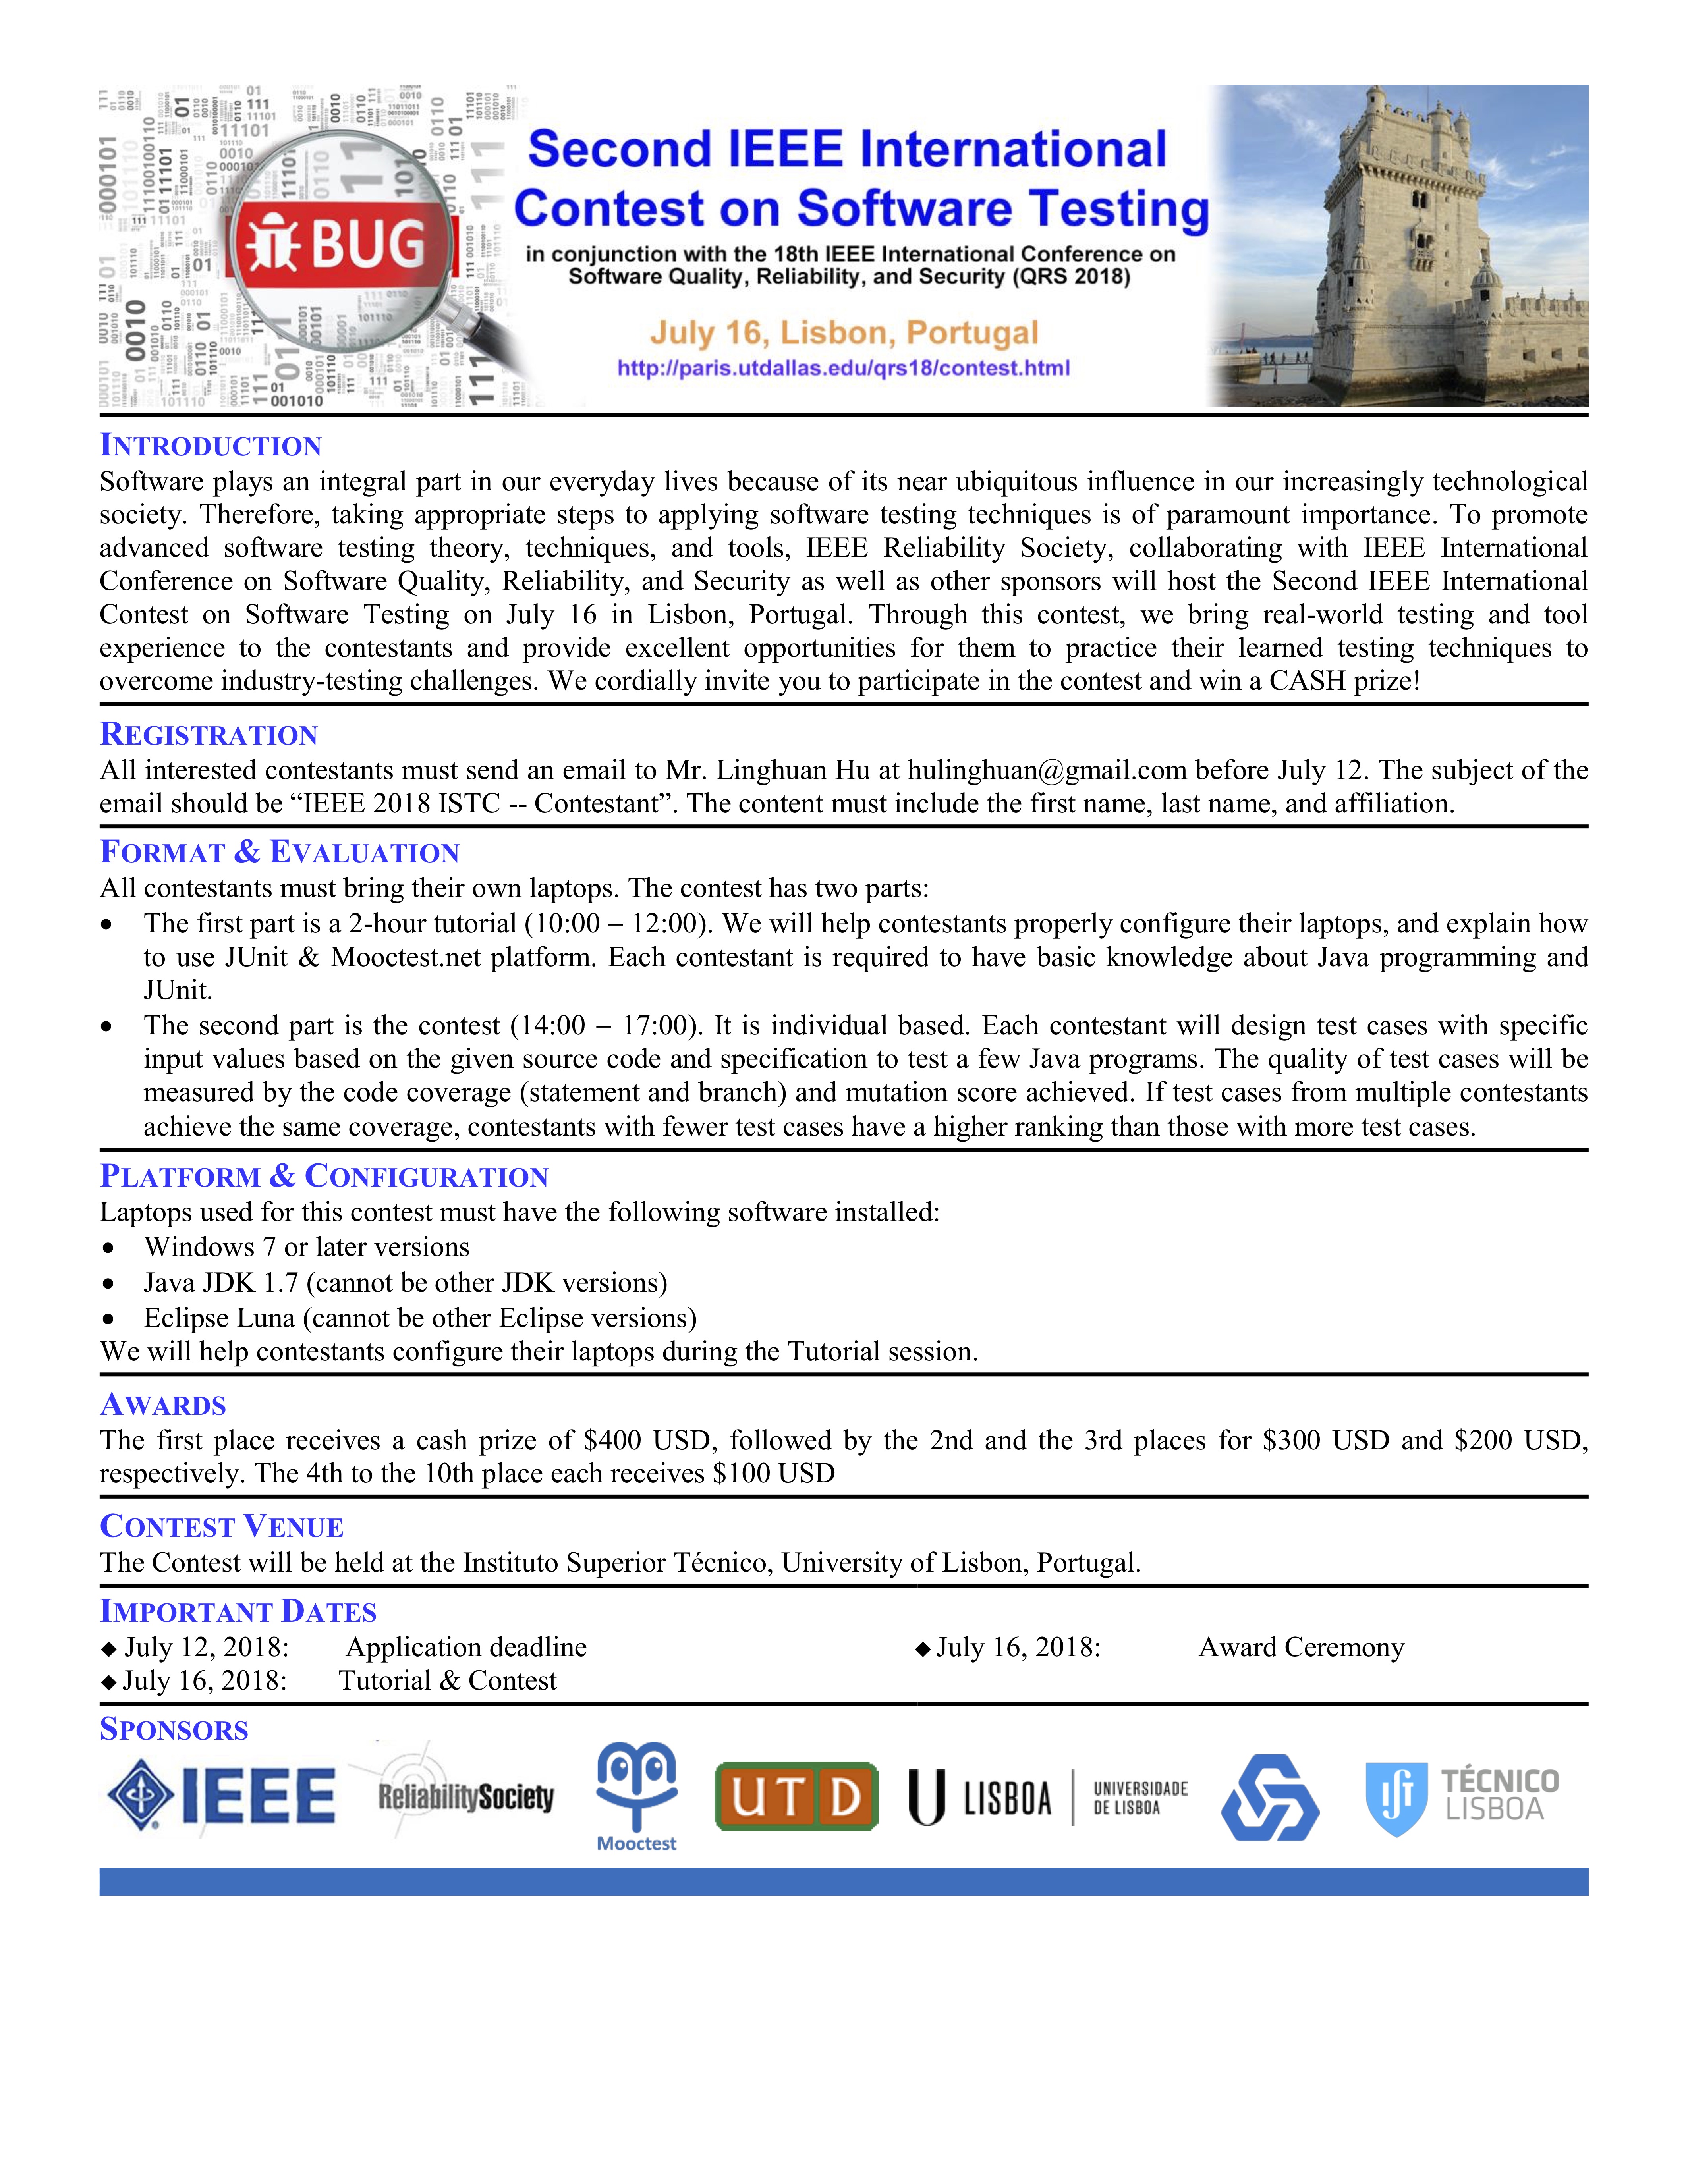 BUG
Second IEEE International
Contest on Software Testing
in conjunction with the 18th IEEE International Conference on
Software Quality, Reliability, and Security (QRS 2018)
July 16, Lisbon, Portugal
http://paris.utdallas.edu/qrs18/contest.html
INTRODUCTION
Software plays an integral part in our everyday lives because of its near ubiquitous influence in our increasingly technological
society. Therefore, taking appropriate steps to applying software testing techniques is of paramount importance. To promote
advanced software testing theory, techniques, and tools, IEEE Reliability Society, collaborating with IEEE International
Conference on Software Quality, Reliability, and Security as well as other sponsors will host the Second IEEE International
Contest on Software Testing on July 16 in Lisbon, Portugal. Through this contest, we bring real-world testing and tool
experience to the contestants and provide excellent opportunities for them to practice their learned testing techniques to
overcome industry-testing challenges. We cordially invite you to participate in the contest and win a CASH prize!
REGISTRATION
All interested contestants must send an email to Mr. Linghuan Hu at hulinghuan@gmail.com before July 12. The subject of the
email should be “IEEE 2018 ISTC -- Contestant”. The content must include the first name, last name, and affiliation.
FORMAT & EVALUATION
All contestants must bring their own laptops. The contest has two parts:
• The first part is a 2-hour tutorial (10:00 – 12:00). We will help contestants properly configure their laptops, and explain how
to use JUnit & Mooctest.net platform. Each contestant is required to have basic knowledge about Java programming and
JUnit.
• The second part is the contest (14:00 – 17:00). It is individual based. Each contestant will design test cases with specific
input values based on the given source code and specification to test a few Java programs. The quality of test cases will be
measured by the code coverage (statement and branch) and mutation score achieved. If test cases from multiple contestants
achieve the same coverage, contestants with fewer test cases have a higher ranking than those with more test cases.
PLATFORM & CONFIGURATION
Laptops used for this contest must have the following software installed:
• Windows 7 or later versions
• Java JDK 1.7 (cannot be other JDK versions)
• Eclipse Luna (cannot be other Eclipse versions)
We will help contestants configure their laptops during the Tutorial session.
AWARDS
The first place receives a cash prize of $400 USD, followed by the 2nd and the 3rd places for $300 USD and $200 USD,
respectively. The 4th to the 10th place each receives $100 USD
CONTEST VENUE
The Contest will be held at the Instituto Superior Técnico, University of Lisbon, Portugal.
IMPORTANT DATES
◆ July 12, 2018: Application deadline
◆ July 16, 2018: Award Ceremony
◆ July 16, 2018: Tutorial & Contest
SPONSORS
IEEE
ReliabilitySociety
Mooctest
UTD
U LISBOA
UNIVERSIDADE
DE LISBOA
TÉCNICO
LISBOA